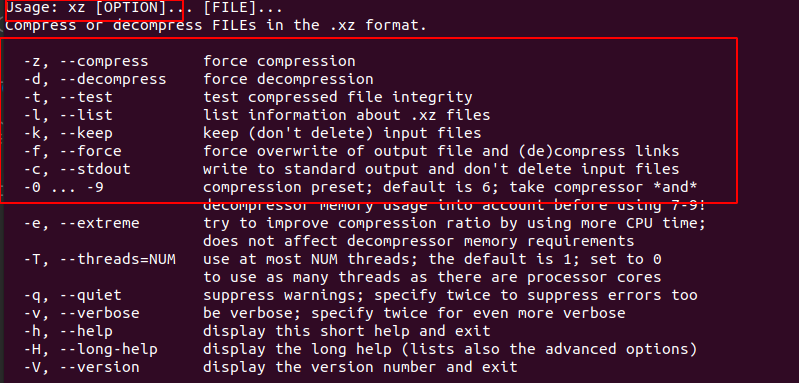 Usage: xz [OPTION]... [FILE]...
Compress or decompress FILEs in the .xz format.
-z, --compress force compression
-d, --decompress force decompression
-t, --test test compressed file integrity
-l, --list list information about .xz files
-k, --keep keep (don't delete) input files
-f, --force force overwrite of output file and (de)compress links
-c, --stdout write to standard output and don't delete input files
-0 ... -9 compression preset; default is 6; take compressor *and*
decompressor memory usage into account before using 7-9!
-e, --extreme try to improve compression ratio by using more CPU time;
does not affect decompressor memory requirements
-T, --threads=NUM use at most NUM threads; the default is 1; set to 0
to use as many threads as there are processor cores
-q, --quiet suppress warnings; specify twice to suppress errors too
-v, --verbose be verbose; specify twice for even more verbose
-h, --help display this short help and exit
-H, --long-help display the long help (lists also the advanced options)
-V, --version display the version number and exit